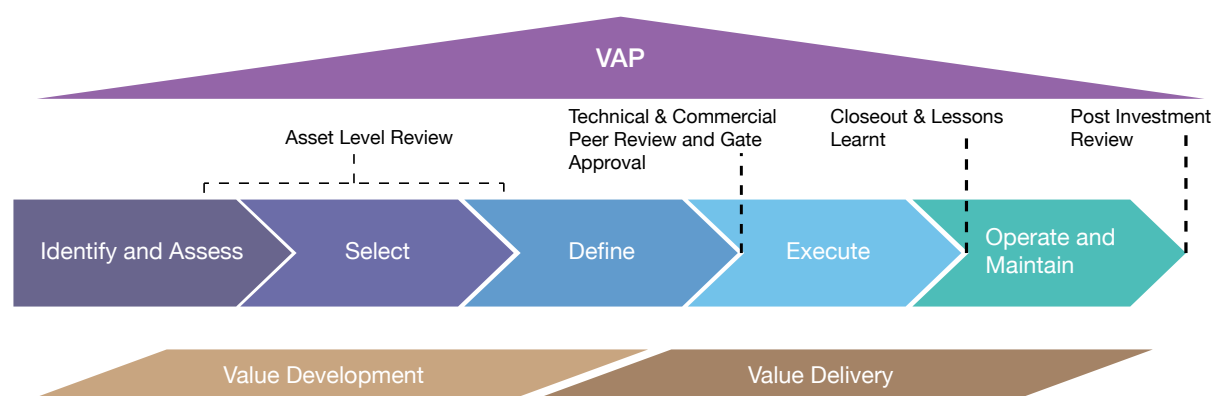 VAP
Asset Level Review
Technical & Commercial
Peer Review and Gate
Approval
Closeout & Lessons
Learnt
Post Investment
Review
Identify and Assess
Select
Define
Execute
Operate and
Maintain
Value Development
Value Delivery